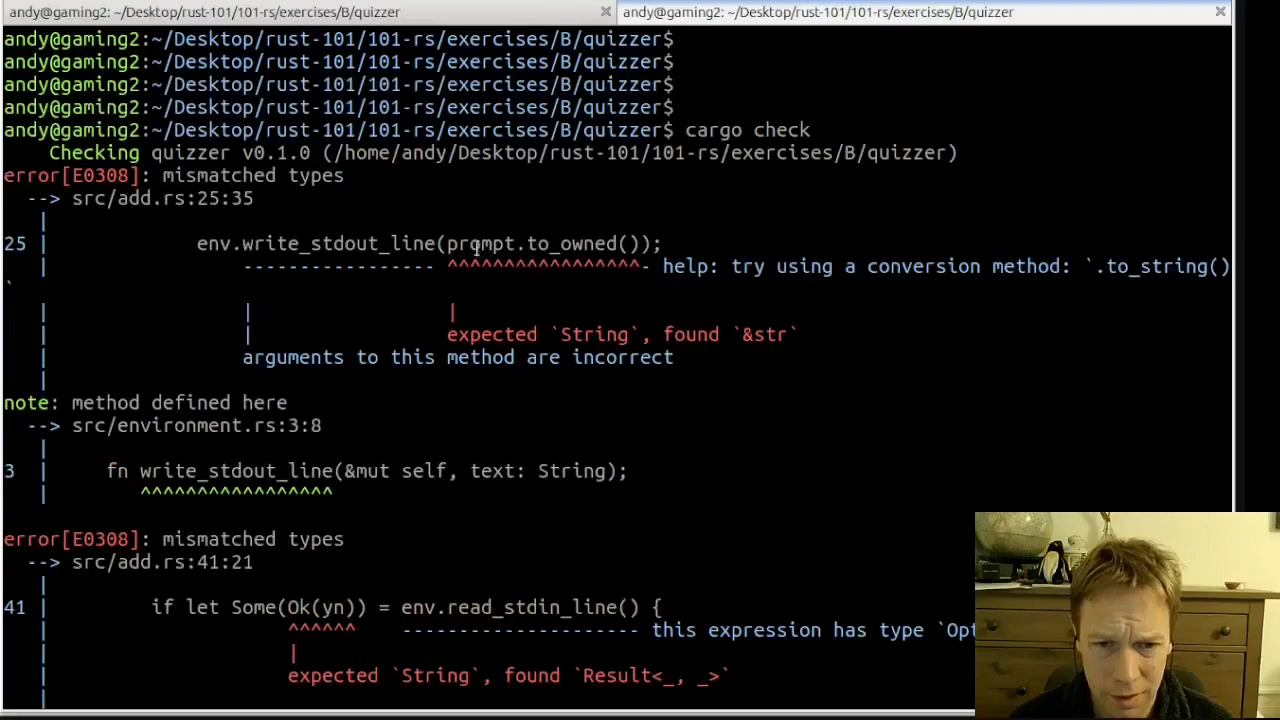 andy@gaming2: ~/Desktop/rust-101/101-rs/exercises/B/quizzer
andy@gaming2: ~/Desktop/rust-101/101-rs/exercises/B/quizzer
andy@gaming2:~/Desktop/rust-101/101-rs/exercises/B/quizzer$
andy@gaming2:~/Desktop/rust-101/101-rs/exercises/B/quizzer$
andy@gaming2:~/Desktop/rust-101/101-rs/exercises/B/quizzer$
andy@gaming2:~/Desktop/rust-101/101-rs/exercises/B/quizzer$
andy@gaming2:~/Desktop/rust-101/101-rs/exercises/B/quizzer$ cargo check
    Checking quizzer v0.1.0 (/home/andy/Desktop/rust-101/101-rs/exercises/B/quizzer)
error[E0308]: mismatched types
  --> src/add.rs:25:35
   |
25 |             env.write_stdout_line(prompt.to_owned());
   |                 ----------------- ^^^^^^^^^^^^^^^^^- help: try using a conversion method: `.to_string()
`
   |                 |                 |
   |                 |                 expected `String`, found `&str`
   |                 arguments to this method are incorrect
   |
note: method defined here
  --> src/environment.rs:3:8
   |
3  |     fn write_stdout_line(&mut self, text: String);
   |        ^^^^^^^^^^^^^^^^^
error[E0308]: mismatched types
  --> src/add.rs:41:21
   |
41 |         if let Some(Ok(yn)) = env.read_stdin_line() {
   |                     ^^^^^^    --------------------- this expression has type `Opt
   |                     |
   |                     expected `String`, found `Result<_, _>`
   |